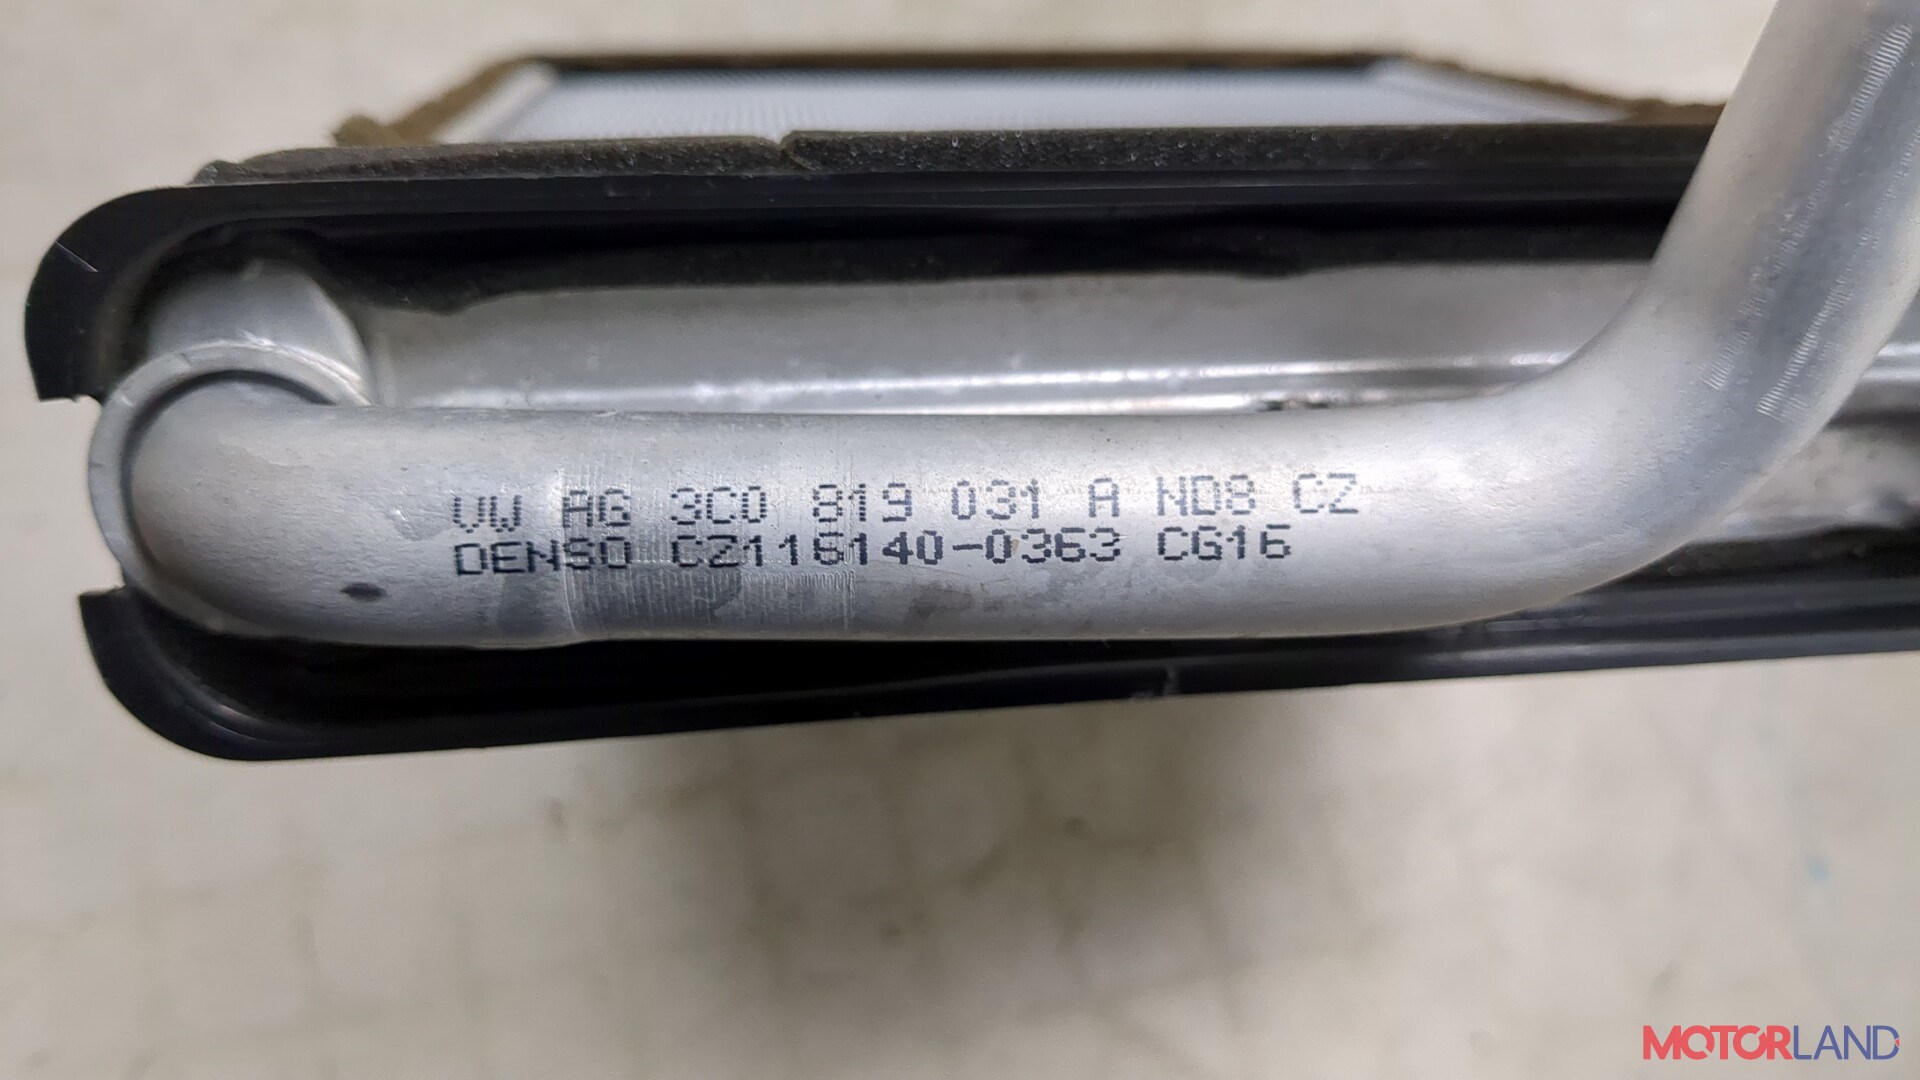 VW AG 3C0 819 031 A ND8 CZ
DENSO CZ116140-0363 CG16
MOTORLAND